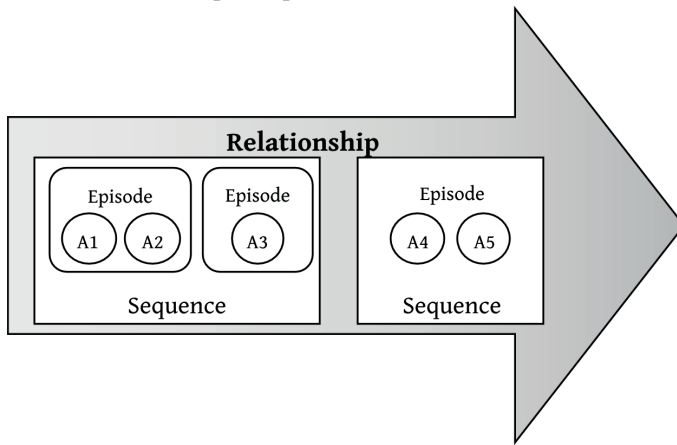 Relationship
Episode
A1 A2
Episode
A3
Sequence
Episode
A4 A5
Sequence